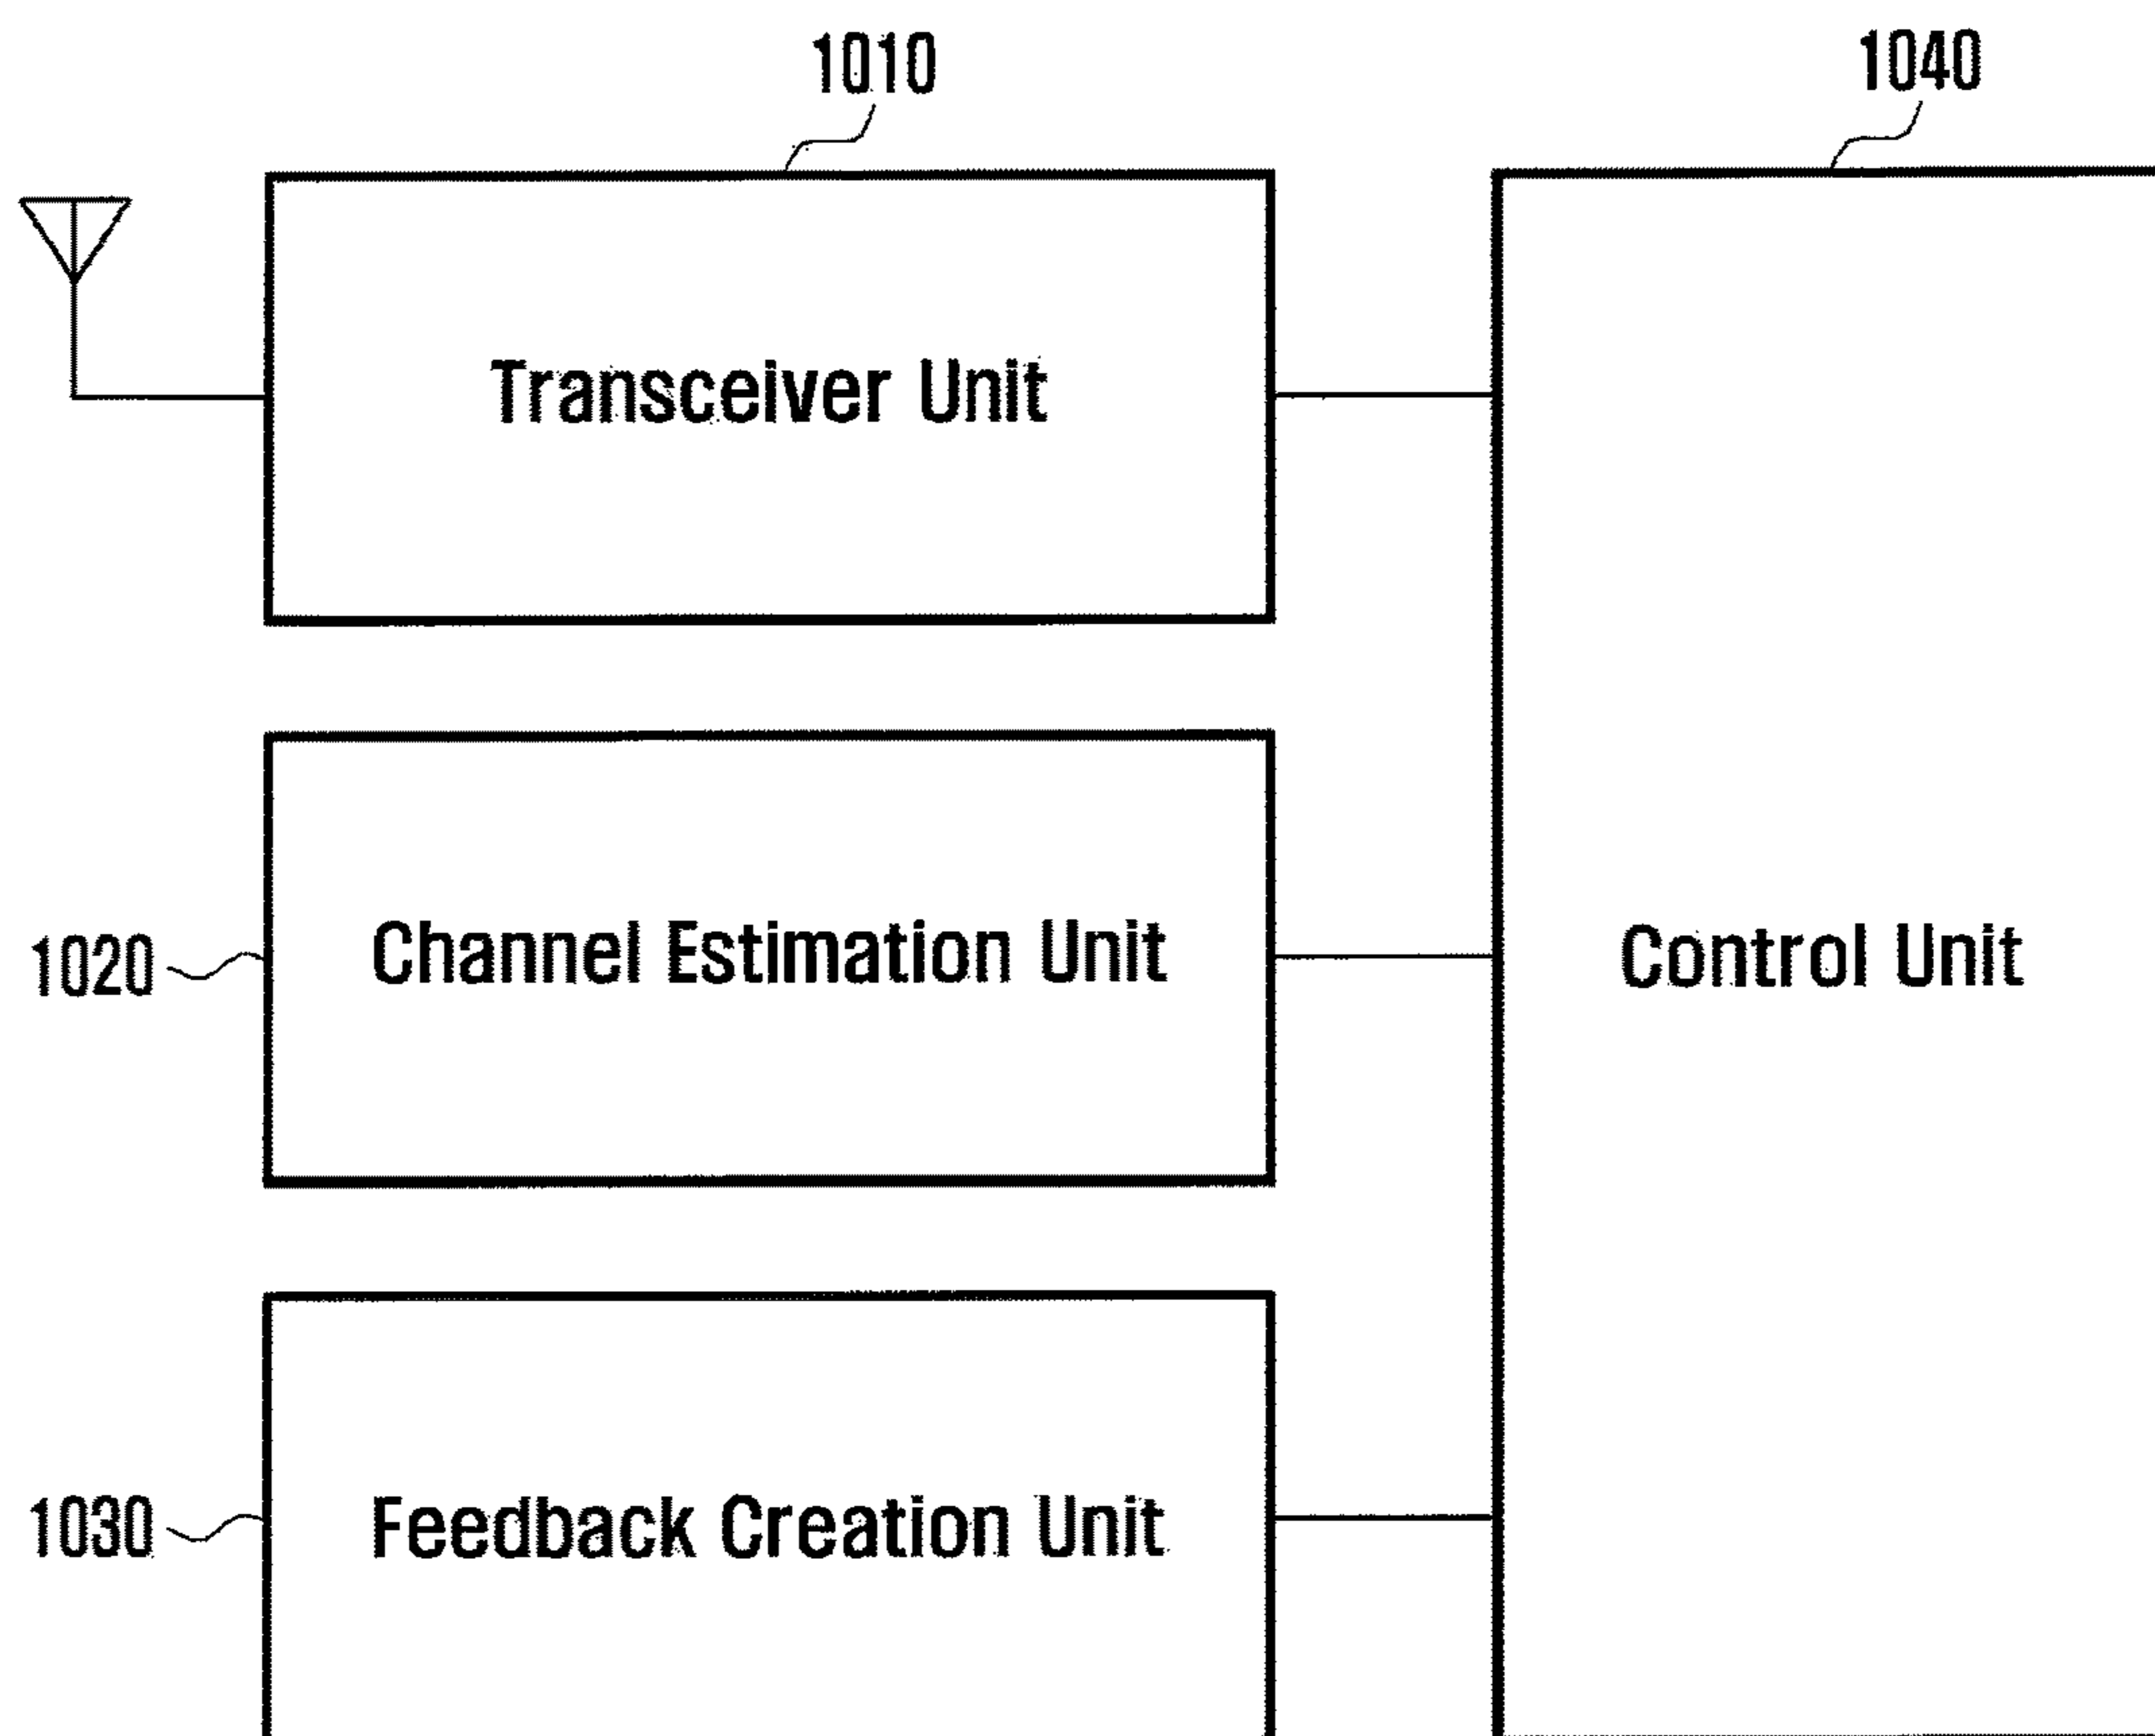 1010
1040
Transceiver Unit
1020
Channel Estimation Unit
Control Unit
1030
Feedback Creation Unit